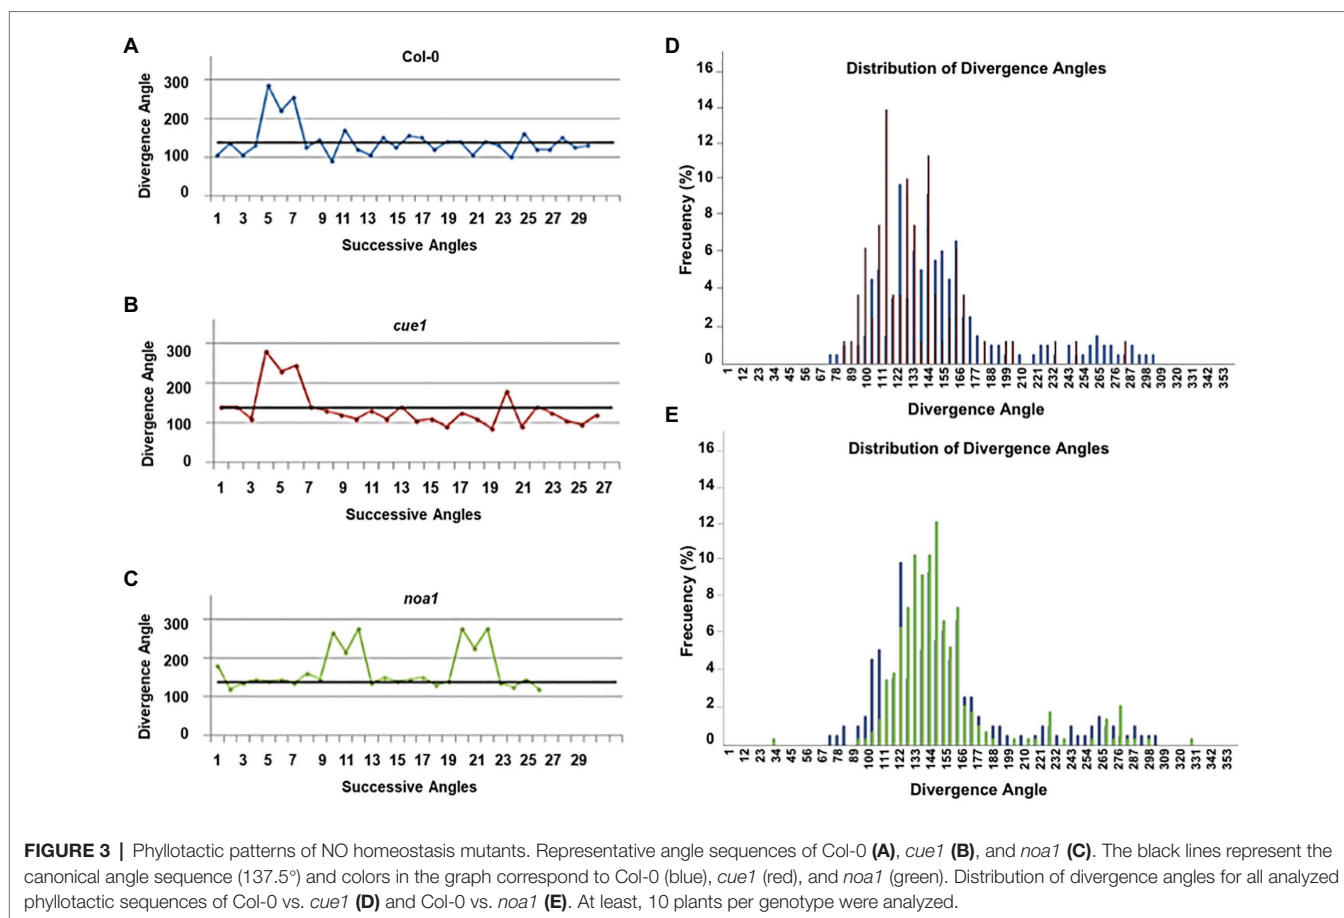 A
Col-0
Divergence Angle
300
200
100
0
1 3 5 7 9 11 13 15 17 19 21 23 25 27 29
Successive Angles
B
cue1
Divergence Angle
300
200
100
0
1 3 5 7 9 11 13 15 17 19 21 23 25 27
Successive Angles
C
noa1
Divergence Angle
300
200
100
0
1 3 5 7 9 11 13 15 17 19 21 23 25 27 29 31
Successive Angles
D
Distribution of Divergence Angles
Frecuency (%)
16
14
12
10
8
6
4
2
0
1 12 23 34 45 56 67 78 89 100 111 122 133 144 155 166 177 188 199 210 221 232 243 254 265 276 287 298 309 320 331 342 353
Divergence Angle
E
Distribution of Divergence Angles
Frecuency (%)
16
14
12
10
8
6
4
2
0
1 12 23 34 45 56 67 78 89 100 111 122 133 144 155 166 177 188 199 210 221 232 243 254 265 276 287 298 309 320 331 342 353
Divergence Angle
FIGURE 3 | Phyllotactic patterns of NO homeostasis mutants. Representative angle sequences of Col-0 (A), cue1 (B), and noa1 (C). The black lines represent the
canonical angle sequence (137.5°) and colors in the graph correspond to Col-0 (blue), cue1 (red), and noa1 (green). Distribution of divergence angles for all analyzed
phyllotactic sequences of Col-0 vs. cue1 (D) and Col-0 vs. noa1 (E). At least, 10 plants per genotype were analyzed.